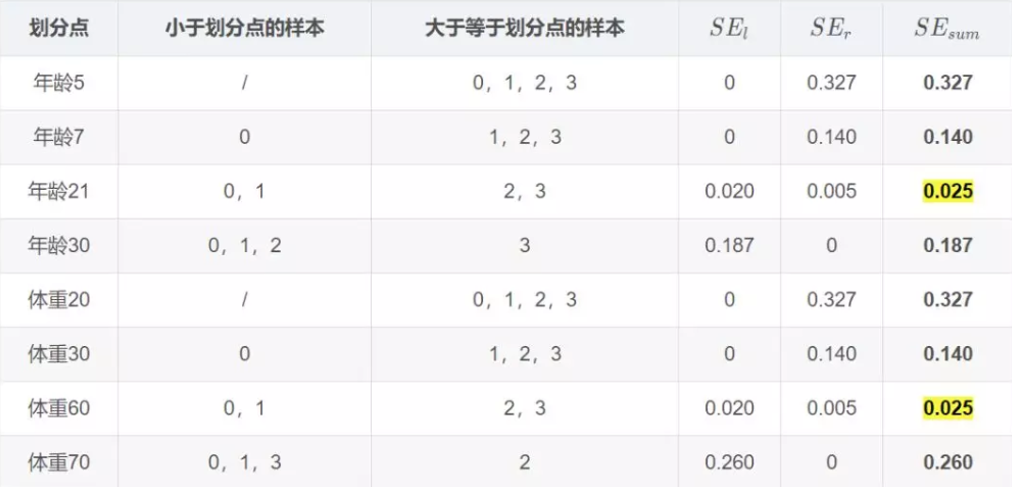 划分点 小于划分点的样本 大于等于划分点的样本 SE_l SE_r SE_sum
年龄5 / 0，1，2，3 0 0.327 0.327
年龄7 0 1，2，3 0 0.140 0.140
年龄21 0，1 2，3 0.020 0.005 0.025
年龄30 0，1，2 3 0.187 0 0.187
体重20 / 0，1，2，3 0 0.327 0.327
体重30 0 1，2，3 0 0.140 0.140
体重60 0，1 2，3 0.020 0.005 0.025
体重70 0，1，3 2 0.260 0 0.260